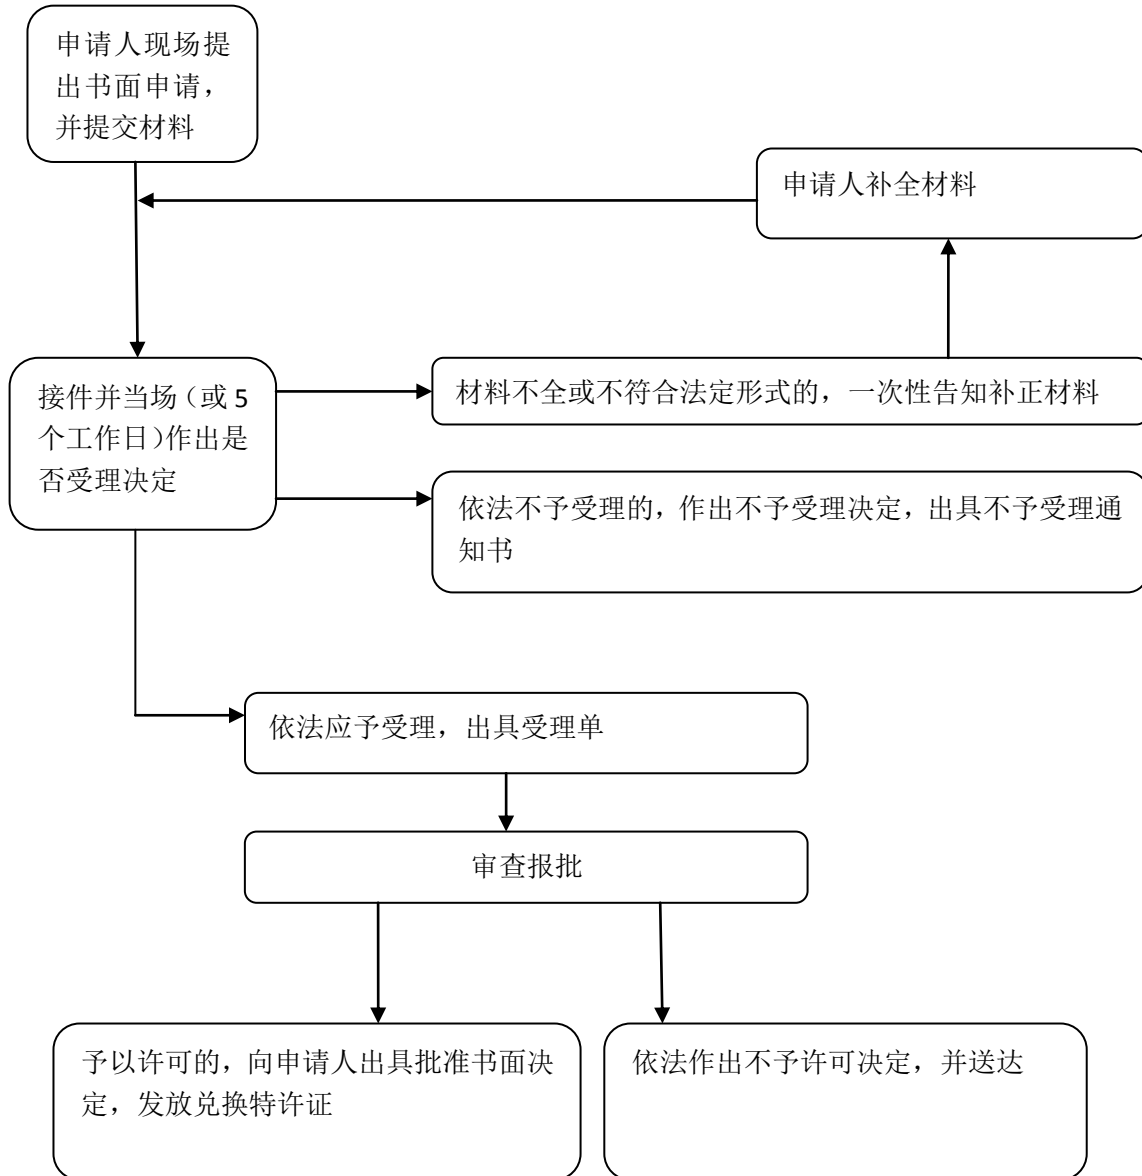 申请人现场提
出书面申请，
并提交材料
申请人补全材料
接件并当场（或5
个工作日）作出是
否受理决定
材料不全或不符合法定形式的，一次性告知补正材料
依法不予受理的，作出不予受理决定，出具不予受理通
知书
依法应予受理，出具受理单
审查报批
予以许可的，向申请人出具批准书面决
定，发放兑换特许证
依法作出不予许可决定，并送达